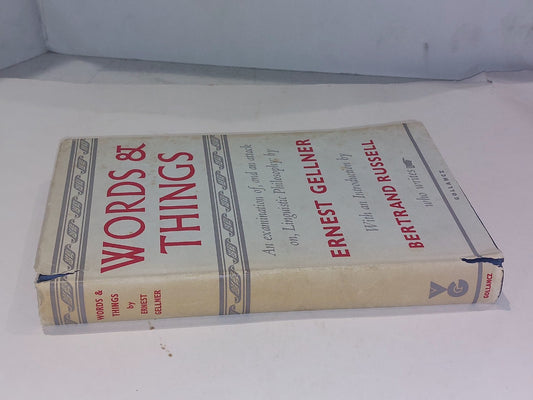 WORDS &
THINGS
An examination of, and an attack
on, Linguistic Philosophy, by
ERNEST GELLNER
With an Introduction by
BERTRAND RUSSELL
who writes
GOLLANCZ
WORDS &
THINGS
by
ERNEST
GELLNER
VG
GOLLANCZ